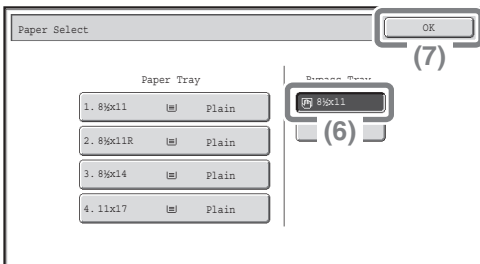 Paper Select
OK
(7)
Paper Tray
Bypass Tray
1. 8½x11 Plain
8½x11
(6)
2. 8½x11R Plain
3. 8½x14 Plain
4. 11x17 Plain